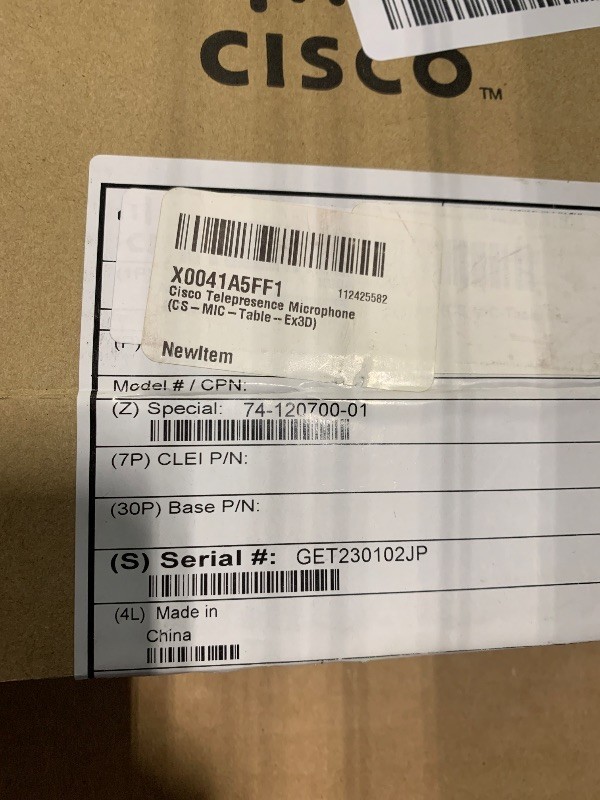 CISCO
TM
X0041A5FF1 112425582
Cisco Telepresence Microphone
(CS-MIC-Table--Ex3D)
NewItem
Model # / CPN:
(Z) Special: 74-120700-01
(7P) CLEI P/N:
(30P) Base P/N:
(S) Serial #: GET230102JP
(4L) Made in
China